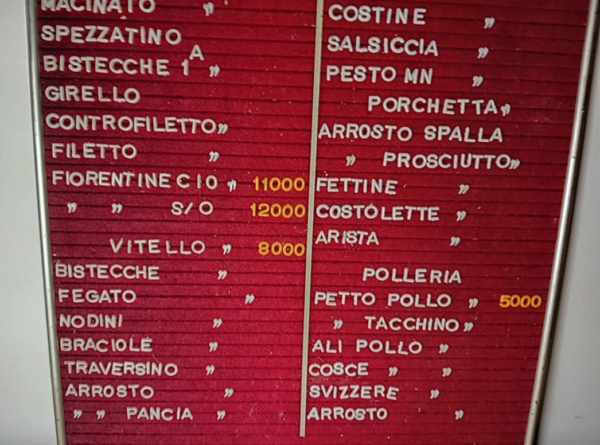 MACINATO "
SPEZZATINO
BISTECCHE 1A "
GIRELLO
CONTROFILETTO "
FILETTO "
FIORENTINE C/O " 11000
" " S/O 12000
VITELLO " 8000
BISTECCHE "
FEGATO "
NODINI "
BRACIOLE "
TRAVERSINO "
ARROSTO "
" " PANCIA "
COSTINE "
SALSICCIA "
PESTO MN "
PORCHETTA "
ARROSTO SPALLA
" PROSCIUTTO "
FETTINE "
COSTOLETTE "
ARISTA "
POLLERIA
PETTO POLLO " 5000
" TACCHINO "
ALI POLLO "
COSCE " "
SVIZZERE "
ARROSTO "